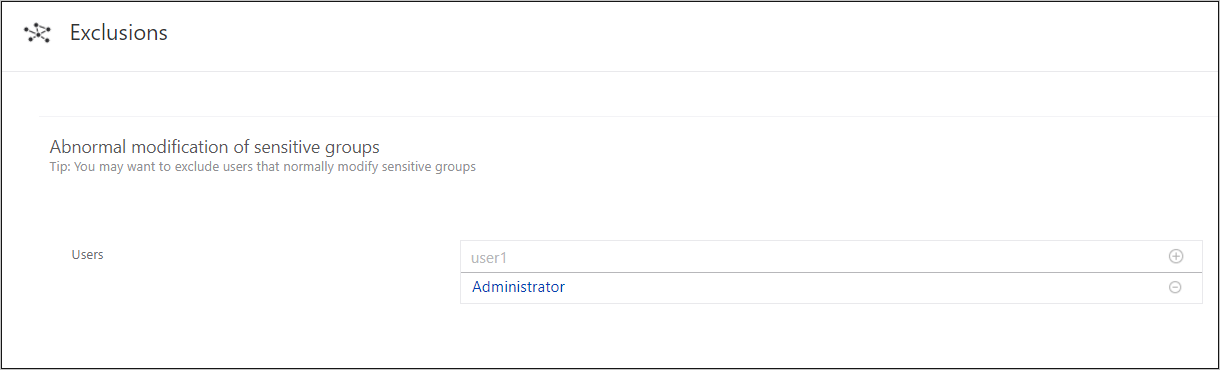 Exclusions
Abnormal modification of sensitive groups
Tip: You may want to exclude users that normally modify sensitive groups
Users
user1
Administrator